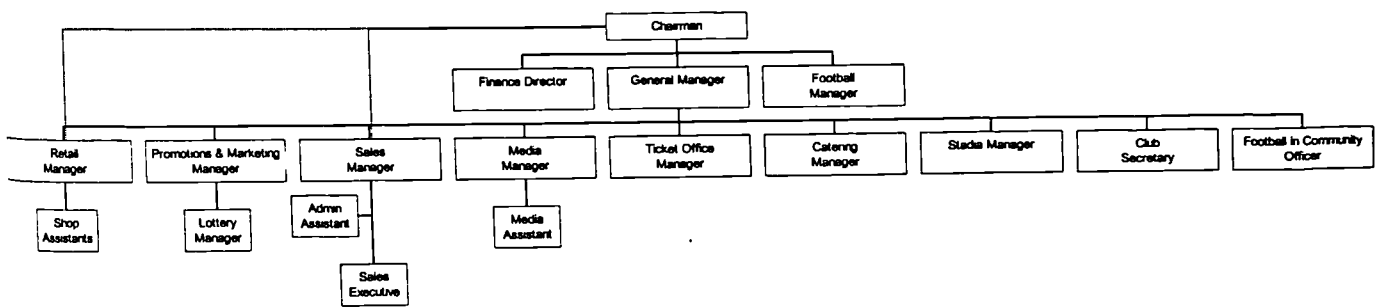 Chairman
Finance Director
General Manager
Football
Manager
Retail
Manager
Promotions & Marketing
Manager
Sales
Manager
Media
Manager
Ticket Office
Manager
Catering
Manager
Stadia Manager
Club
Secretary
Football In Community
Officer
Shop
Assistants
Lottery
Manager
Admin
Assistant
Media
Assistant
Sales
Executive